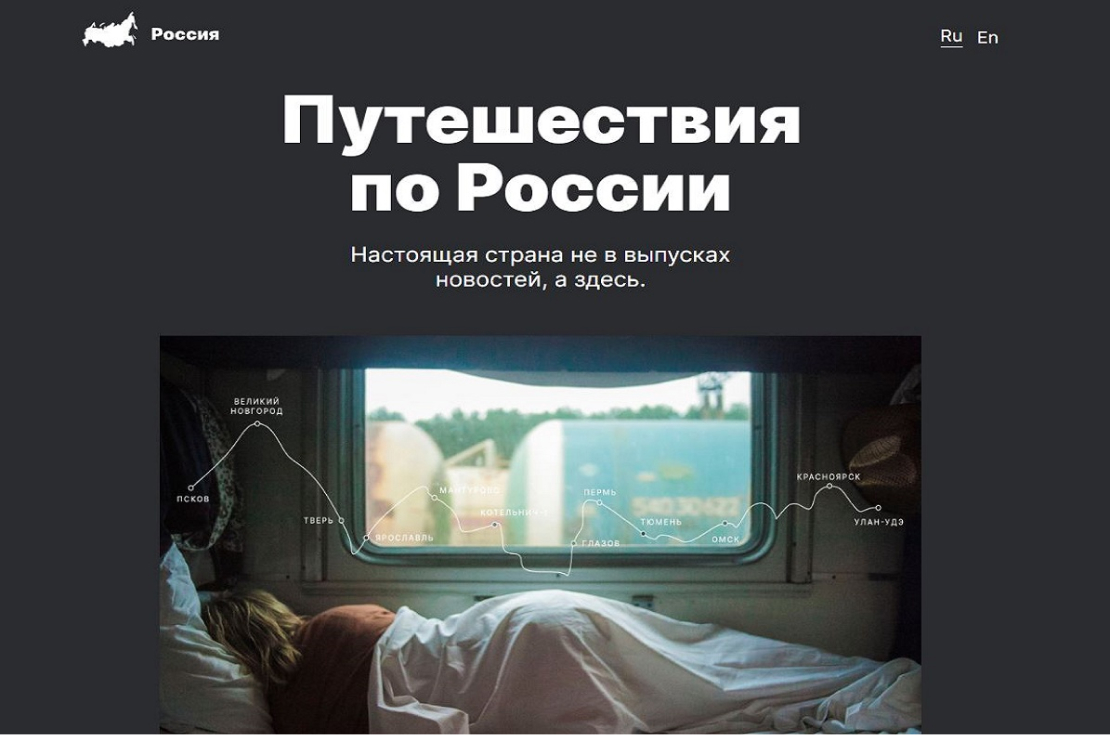 Россия
Ru En
Путешествия
по России
Настоящая страна не в выпусках
новостей, а здесь.
ВЕЛИКИЙ
НОВГОРОД
ПСКОВ
ТВЕРЬ
ЯРОСЛАВЛЬ
МАНТУРОВО
КОТЕЛЬНИЧ
ПЕРМЬ
ГЛАЗОВ
ТЮМЕНЬ
ОМСК
КРАСНОЯРСК
УЛАН-УДЭ